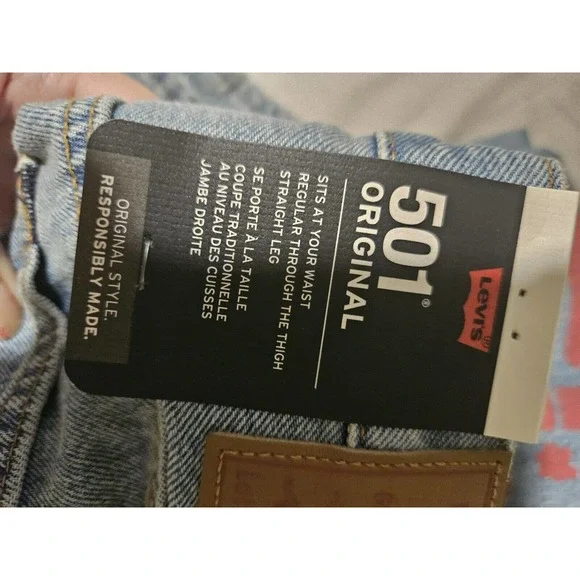 Levi's
501®
ORIGINAL
SITS AT YOUR WAIST
REGULAR THROUGH THE THIGH
STRAIGHT LEG
SE PORTE À LA TAILLE
COUPE TRADITIONNELLE
AU NIVEAU DES CUISSES
JAMBE DROITE
ORIGINAL STYLE.
RESPONSIBLY MADE.